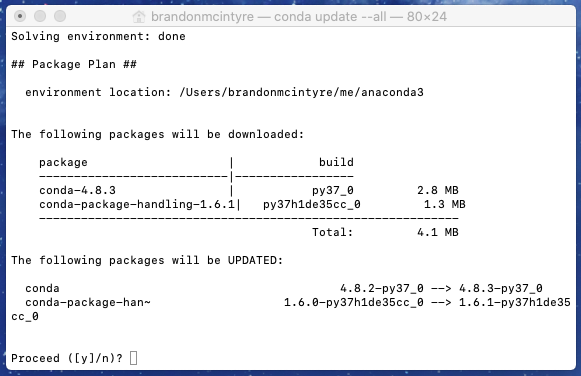 brandonmcintyre — conda update --all — 80×24
Solving environment: done
## Package Plan ##
environment location: /Users/brandonmcintyre/me/anaconda3
The following packages will be downloaded:
package | build
---------------------------|-----------------
conda-4.8.3 | py37_0 2.8 MB
conda-package-handling-1.6.1| py37h1de35cc_0 1.3 MB
------------------------------------------------------------
Total: 4.1 MB
The following packages will be UPDATED:
conda 4.8.2-py37_0 --> 4.8.3-py37_0
conda-package-han~ 1.6.0-py37h1de35cc_0 --> 1.6.1-py37h1de35
cc_0
Proceed ([y]/n)?